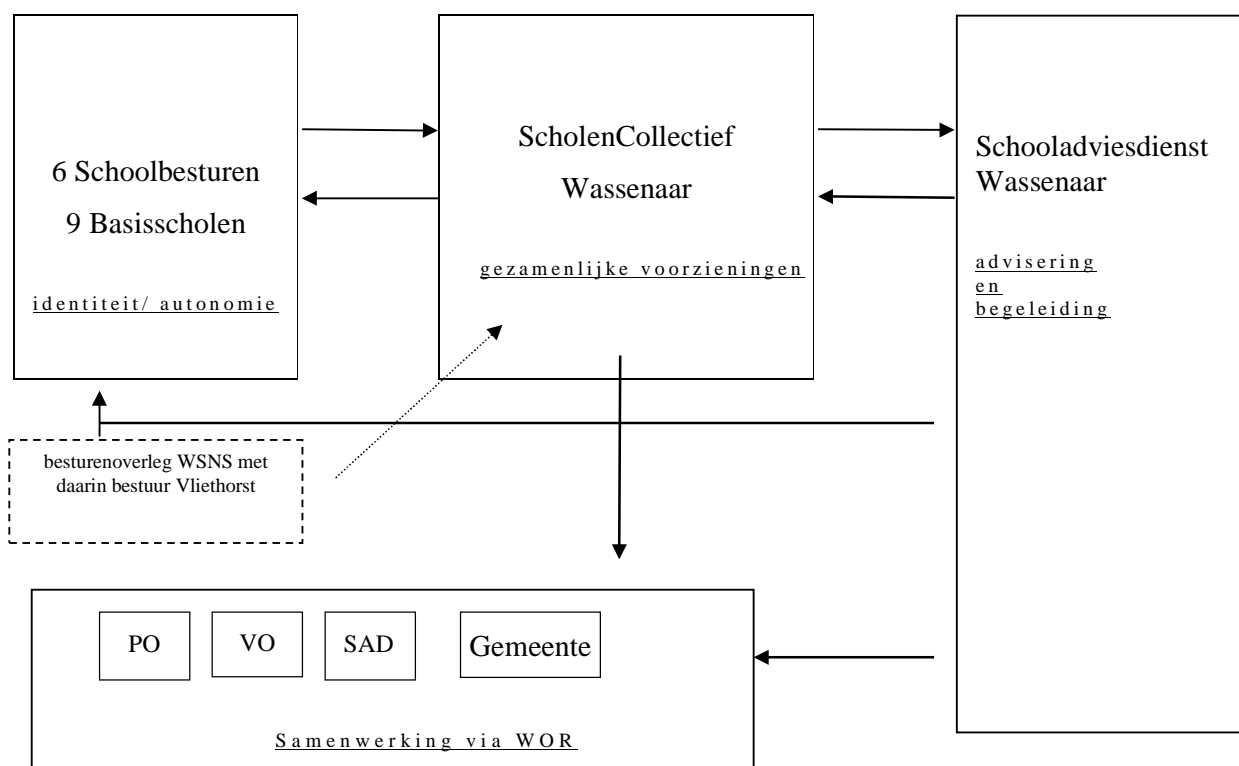 6 Schoolbesturen
9 Basisscholen
identiteit/ autonomie
ScholenCollectief
Wassenaar
gezamenlijke voorzieningen
Schooladviesdienst
Wassenaar
advisering
en
begeleiding
besturenoverleg WSNS met
daarin bestuur Vliethorst
PO
VO
SAD
Gemeente
Samenwerking via WOR